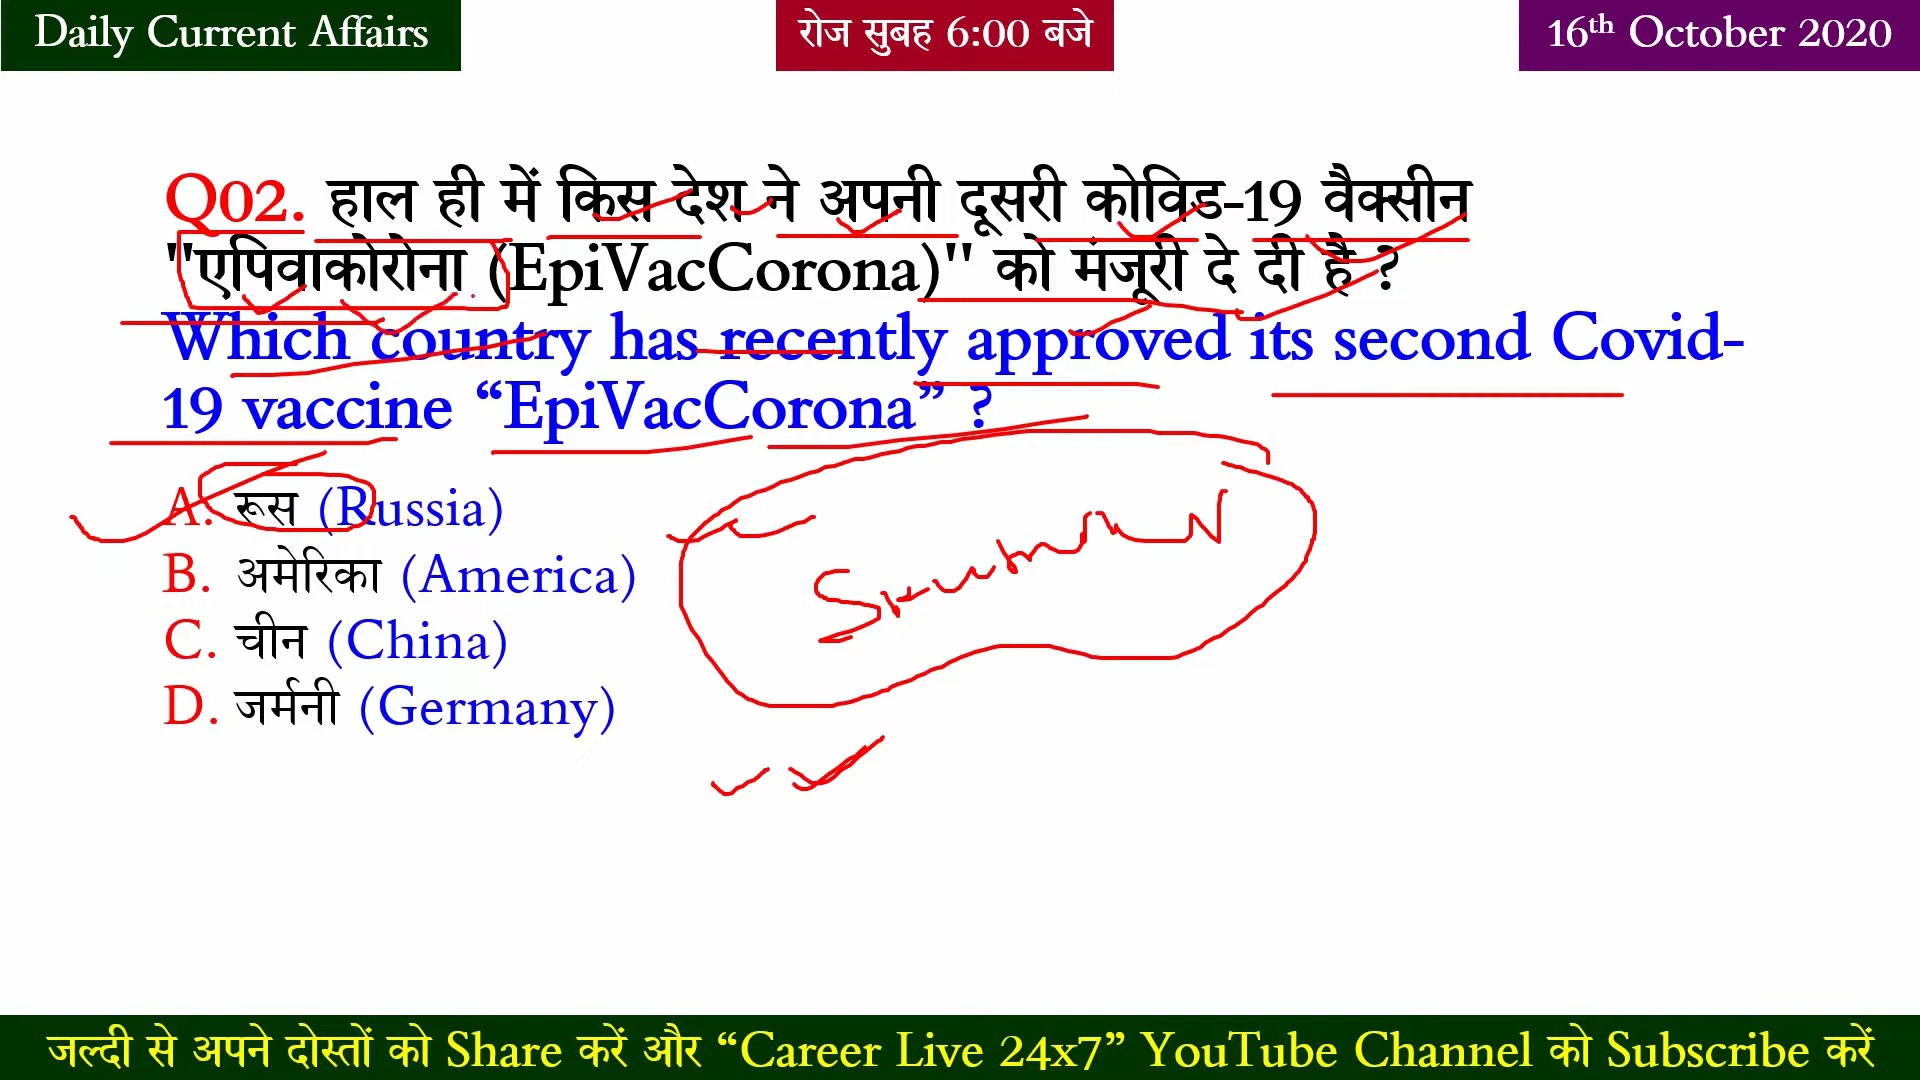 Daily Current Affairs
रोज सुबह 6:00 बजे
16th October 2020
Q02. हाल ही में किस देश ने अपनी दूसरी कोविड-19 वैक्सीन
"एपिवाकोरोना (EpiVacCorona)" को मंजूरी दे दी है ?
Which country has recently approved its second Covid-
19 vaccine “EpiVacCorona” ?
A. रूस (Russia)
B. अमेरिका (America)
C. चीन (China)
D. जर्मनी (Germany)
जल्दी से अपने दोस्तों को Share करें और “Career Live 24x7” YouTube Channel को Subscribe करें